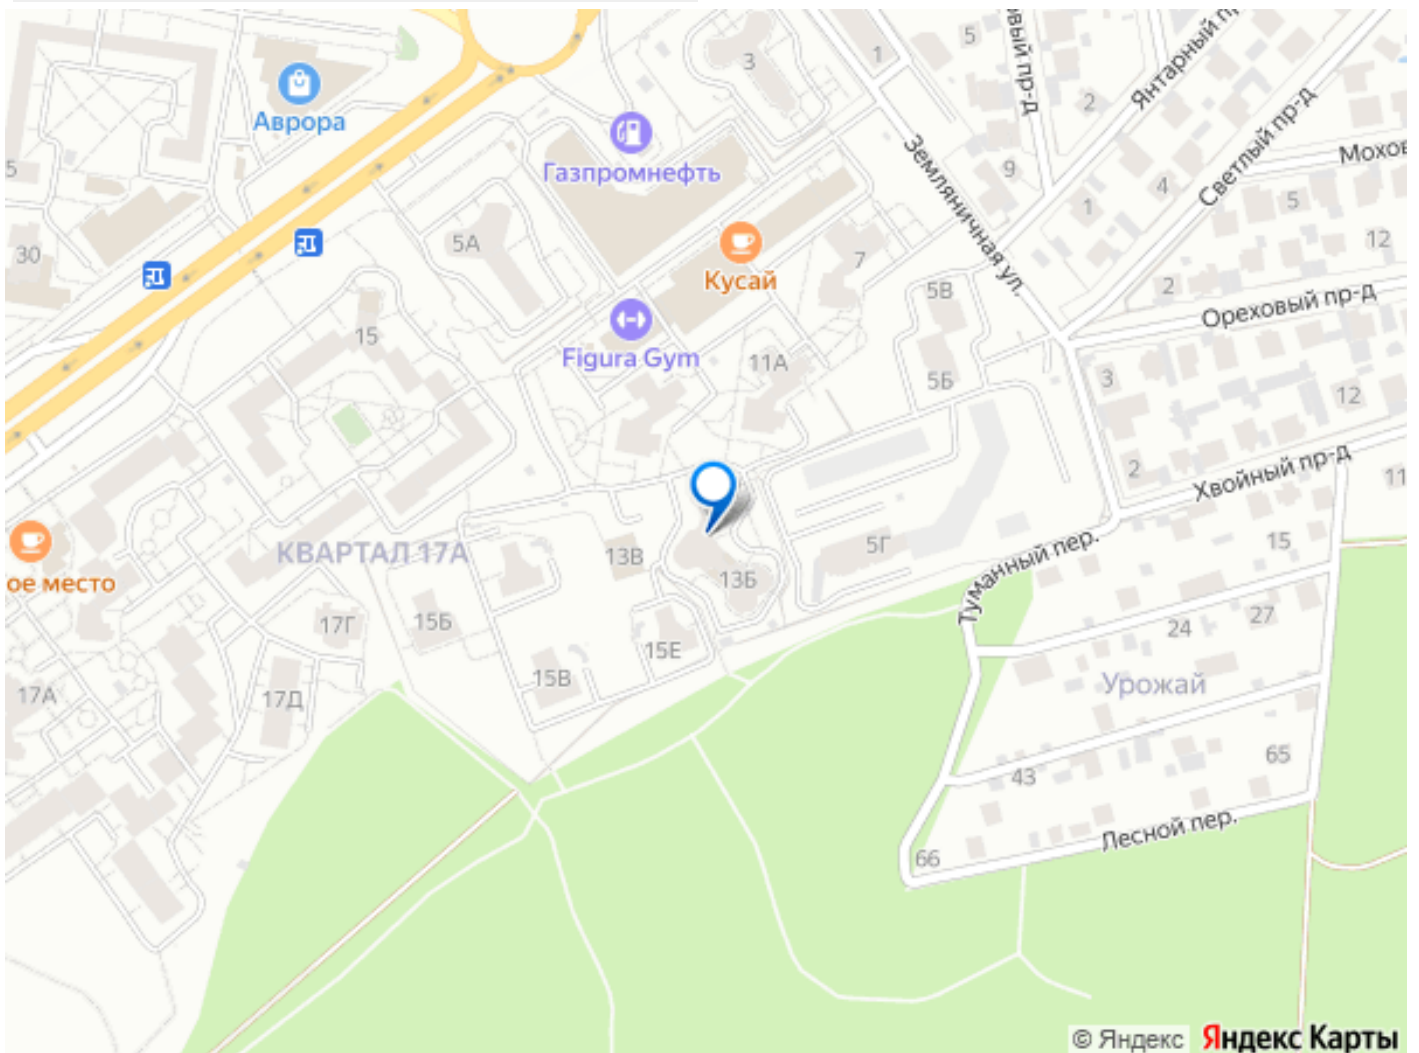 5
1
3
овый пр-д
Янтарный пр
2
Аврора
Газпромнефть
Земляничная ул.
9
Светлый пр-д
Мохов
4
5
1
5
30
5А
Кусай
7
12
5В
2
Ореховый пр-д
15
Figura Gym
11А
5Б
3
12
2
Хвойный пр-д
11
КВАРТАЛ 17А
13В
13Б
5Г
Туманный пер.
15
ое место
17Г
15Б
15Е
24
27
17А
17Д
15В
Урожай
43
65
Лесной пер.
66
© Яндекс Яндекс Карты